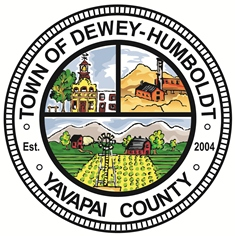 TOWN OF DEWEY-HUMBOLDT
Est. 2004
YAVAPAI COUNTY